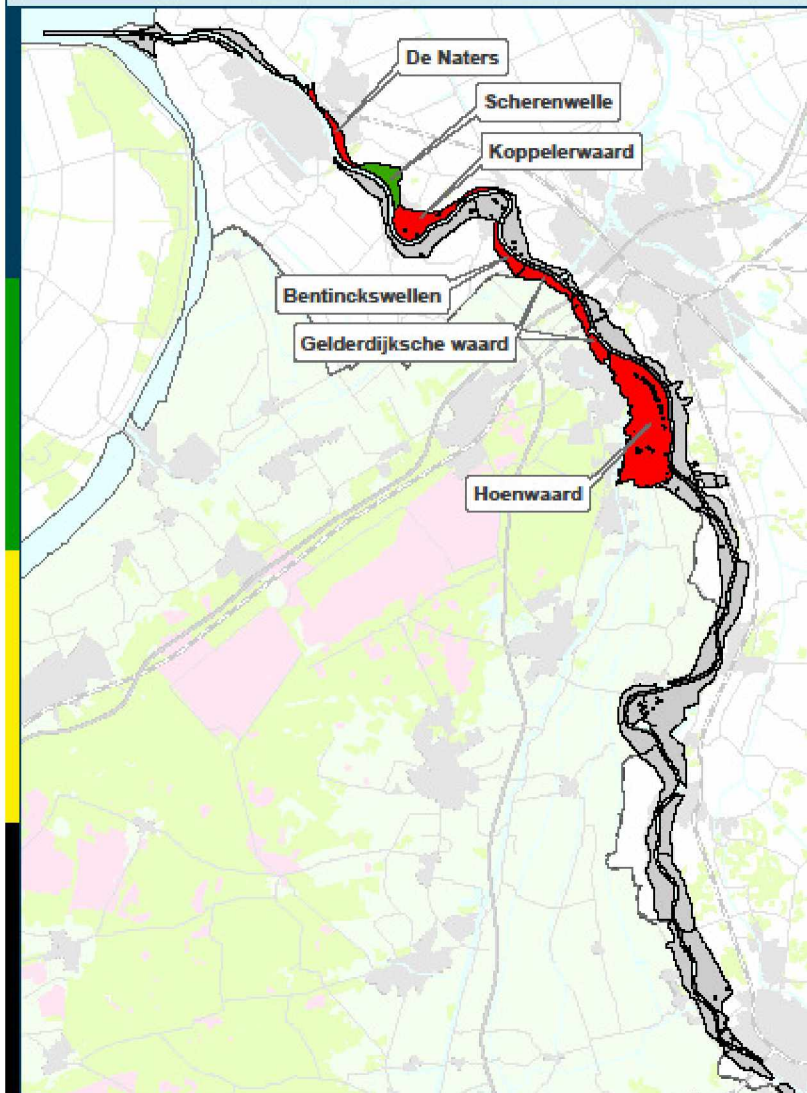 De Naters
Scherenwelle
Koppelerwaard
Bentinckswellen
Gelderdijksche waard
Hoenwaard